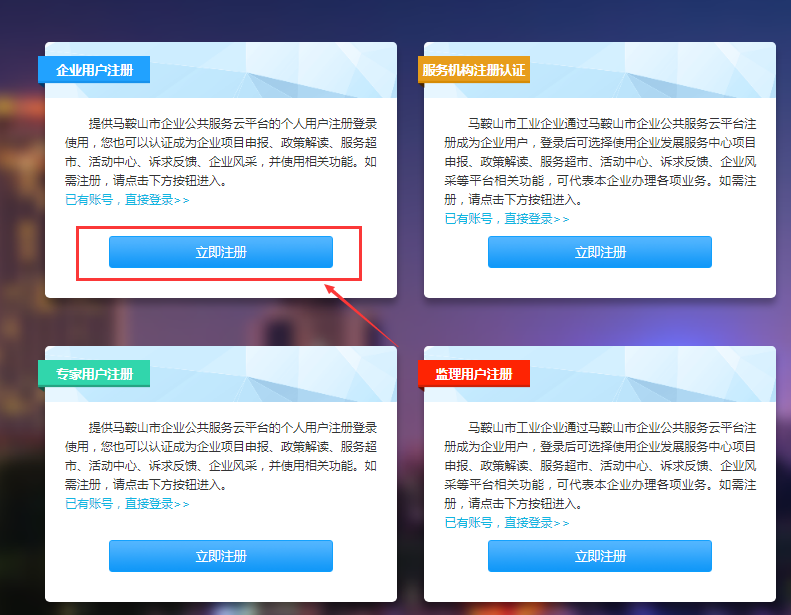 企业用户注册
提供马鞍山市企业公共服务云平台的个人用户注册登录
使用，您也可以认证成为企业项目申报、政策解读、服务超
市、活动中心、诉求反馈、企业风采，并使用相关功能。如
需注册，请点击下方按钮进入。
已有账号，直接登录>>
立即注册
服务机构注册认证
马鞍山市工业企业通过马鞍山市企业公共服务云平台注
册成为企业用户，登录后可选择使用企业发展服务中心项目
申报、政策解读、服务超市、活动中心、诉求反馈、企业风
采等平台相关功能，可代表本企业办理各项业务。如需注
册，请点击下方按钮进入。
已有账号，直接登录>>
立即注册
专家用户注册
提供马鞍山市企业公共服务云平台的个人用户注册登录
使用，您也可以认证成为企业项目申报、政策解读、服务超
市、活动中心、诉求反馈、企业风采，并使用相关功能。如
需注册，请点击下方按钮进入。
已有账号，直接登录>>
立即注册
监理用户注册
马鞍山市工业企业通过马鞍山市企业公共服务云平台注
册成为企业用户，登录后可选择使用企业发展服务中心项目
申报、政策解读、服务超市、活动中心、诉求反馈、企业风
采等平台相关功能，可代表本企业办理各项业务。如需注
册，请点击下方按钮进入。
已有账号，直接登录>>
立即注册